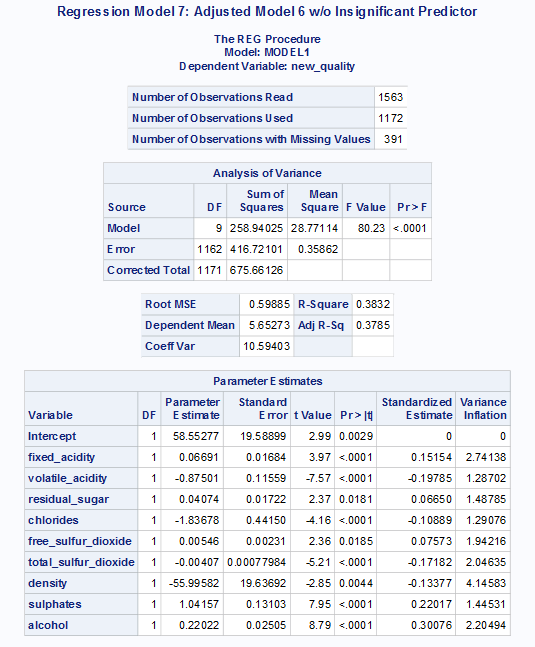 Regression Model 7: Adjusted Model 6 w/o Insignificant Predictor
The REG Procedure
Model: MODEL1
Dependent Variable: new_quality
Number of Observations Read 1563
Number of Observations Used 1172
Number of Observations with Missing Values 391
Analysis of Variance
Source DF Sum of Squares Mean Square F Value Pr > F
Model 9 258.94025 28.77114 80.23 <.0001
Error 1162 416.72101 0.35862
Corrected Total 1171 675.66126
Root MSE 0.59885 R-Square 0.3832
Dependent Mean 5.65273 Adj R-Sq 0.3785
Coeff Var 10.59403
Parameter Estimates
Variable DF Parameter Estimate Standard Error t Value Pr > |t| Standardized Estimate Variance Inflation
Intercept 1 58.55277 19.58899 2.99 0.0029 0 0
fixed_acidity 1 0.06691 0.01684 3.97 <.0001 0.15154 2.74138
volatile_acidity 1 -0.87501 0.11559 -7.57 <.0001 -0.19785 1.28702
residual_sugar 1 0.04074 0.01722 2.37 0.0181 0.06650 1.48785
chlorides 1 -1.83678 0.44150 -4.16 <.0001 -0.10889 1.29076
free_sulfur_dioxide 1 0.00546 0.00231 2.36 0.0185 0.07573 1.94216
total_sulfur_dioxide 1 -0.00407 0.00077984 -5.21 <.0001 -0.17182 2.04635
density 1 -55.99582 19.63692 -2.85 0.0044 -0.13377 4.14583
sulphates 1 1.04157 0.13103 7.95 <.0001 0.22017 1.44531
alcohol 1 0.22022 0.02505 8.79 <.0001 0.30076 2.20494